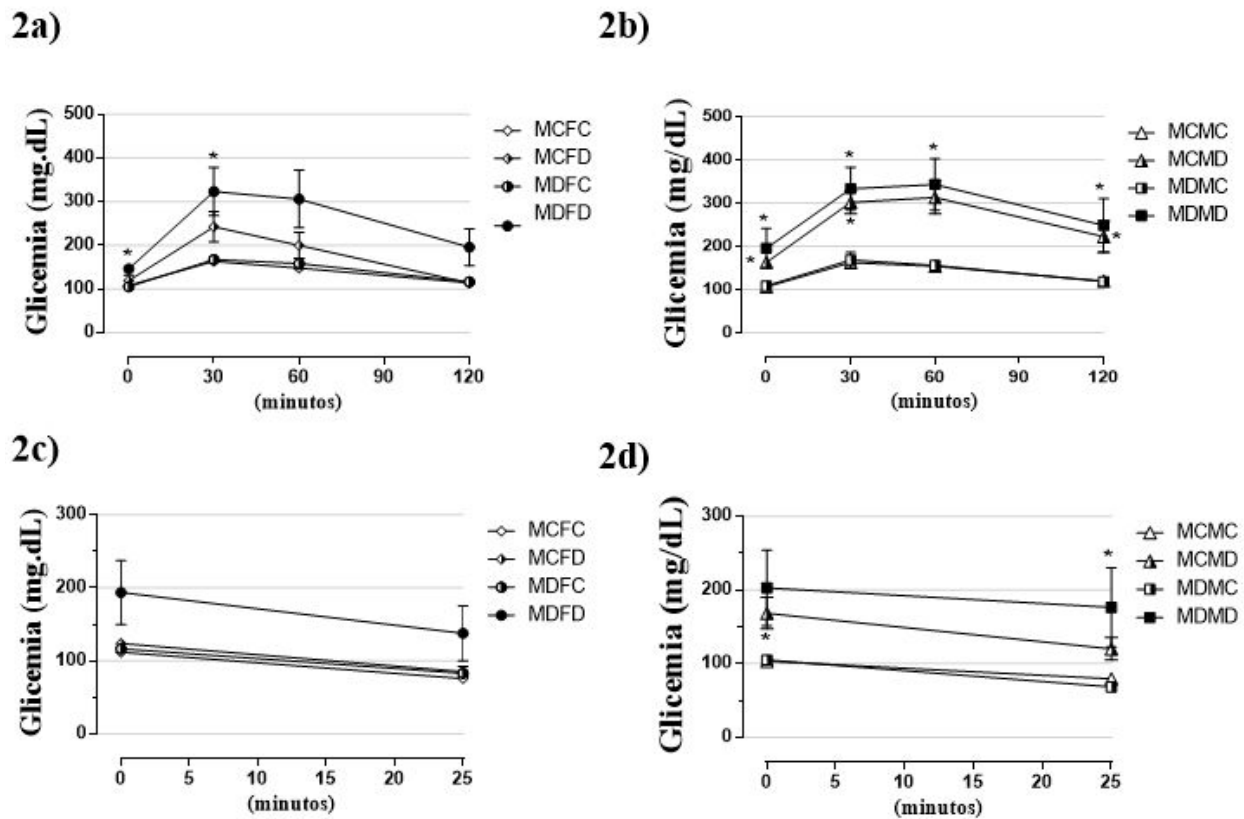 2a)
Glicemia (mg.dL)
500
400
300
200
100
0
*
*
0 30 60 90 120
(minutos)
MCFC
MCFD
MDFC
MDFD
2b)
Glicemia (mg/dL)
500
400
300
200
100
0
*
*
*
*
*
*
*
0 30 60 90 120
(minutos)
MCMC
MCMD
MDMC
MDMD
2c)
Glicemia (mg.dL)
300
200
100
0
0 5 10 15 20 25
(minutos)
MCFC
MCFD
MDFC
MDFD
2d)
Glicemia (mg/dL)
300
200
100
0
*
*
0 5 10 15 20 25
(minutos)
MCMC
MCMD
MDMC
MDMD